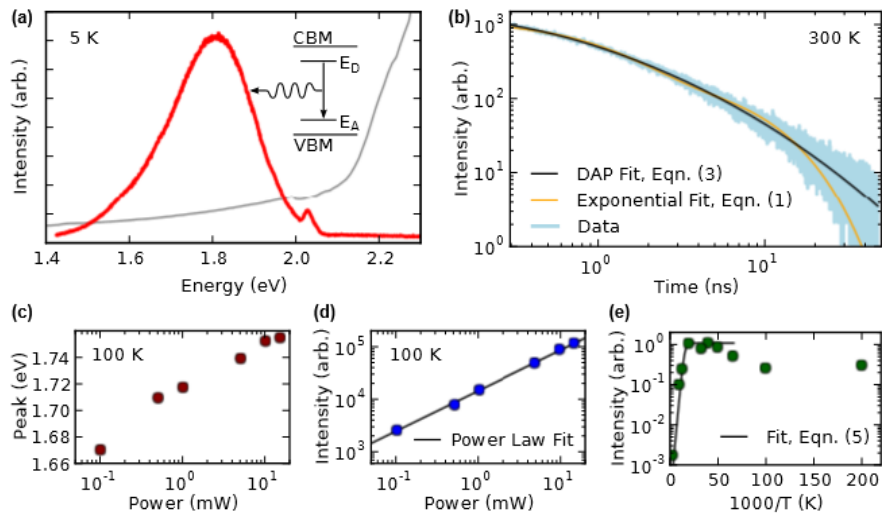 (a)
5 K
CBM
E_D
E_A
VBM
Intensity (arb.)
1.4 1.6 1.8 2.0 2.2
Energy (eV)
(b)
300 K
10^3
10^2
10^1
10^0
Intensity (arb.)
DAP Fit, Eqn. (3)
Exponential Fit, Eqn. (1)
Data
10^0 10^1
Time (ns)
(c)
100 K
1.74
1.72
1.70
1.68
1.66
Peak (eV)
10^-1 10^0 10^1
Power (mW)
(d)
100 K
10^5
10^4
10^3
Intensity (arb.)
Power Law Fit
10^-1 10^0 10^1
Power (mW)
(e)
10^0
10^-1
10^-2
10^-3
Intensity (arb.)
Fit, Eqn. (5)
0 50 100 150 200
1000/T (K)